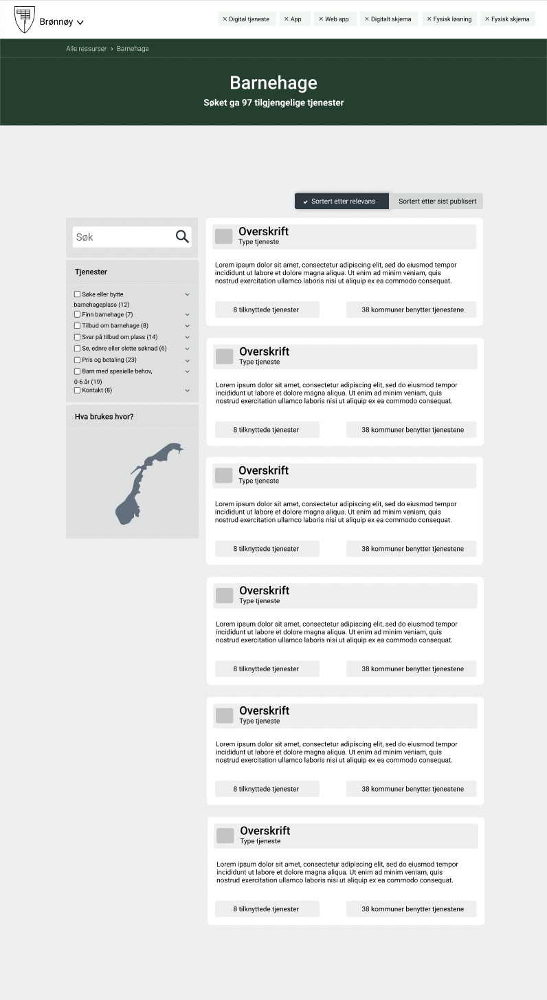 Brønnøy
Digital tjeneste
App
Web app
Digitalt skjema
Fysisk løsning
Fysisk skjema
Alle ressurser › Barnehage
Barnehage
Søket ga 97 tilgjengelige tjenester
Sortert etter relevans
Sortert etter sist publisert
Søk
Tjenester
Søke eller bytte
barnehageplass (12)
Finn barnehage (7)
Tilbud om barnehage (8)
Svar på tilbud om plass (14)
Se, ednre eller slette søknad (6)
Pris og betaling (23)
Barn med spesielle behov,
0-6 år (19)
Kontakt (8)
Hva brukes hvor?
Overskrift
Type tjeneste
Lorem ipsum dolor sit amet, consectetur adipiscing elit, sed do eiusmod tempor
incididunt ut labore et dolore magna aliqua. Ut enim ad minim veniam, quis
nostrud exercitation ullamco laboris nisi ut aliquip ex ea commodo consequat.
8 tilknyttede tjenester
38 kommuner benytter tjenestene
Overskrift
Type tjeneste
Lorem ipsum dolor sit amet, consectetur adipiscing elit, sed do eiusmod tempor
incididunt ut labore et dolore magna aliqua. Ut enim ad minim veniam, quis
nostrud exercitation ullamco laboris nisi ut aliquip ex ea commodo consequat.
8 tilknyttede tjenester
38 kommuner benytter tjenestene
Overskrift
Type tjeneste
Lorem ipsum dolor sit amet, consectetur adipiscing elit, sed do eiusmod tempor
incididunt ut labore et dolore magna aliqua. Ut enim ad minim veniam, quis
nostrud exercitation ullamco laboris nisi ut aliquip ex ea commodo consequat.
8 tilknyttede tjenester
38 kommuner benytter tjenestene
Overskrift
Type tjeneste
Lorem ipsum dolor sit amet, consectetur adipiscing elit, sed do eiusmod tempor
incididunt ut labore et dolore magna aliqua. Ut enim ad minim veniam, quis
nostrud exercitation ullamco laboris nisi ut aliquip ex ea commodo consequat.
8 tilknyttede tjenester
38 kommuner benytter tjenestene
Overskrift
Type tjeneste
Lorem ipsum dolor sit amet, consectetur adipiscing elit, sed do eiusmod tempor
incididunt ut labore et dolore magna aliqua. Ut enim ad minim veniam, quis
nostrud exercitation ullamco laboris nisi ut aliquip ex ea commodo consequat.
8 tilknyttede tjenester
38 kommuner benytter tjenestene
Overskrift
Type tjeneste
Lorem ipsum dolor sit amet, consectetur adipiscing elit, sed do eiusmod tempor
incididunt ut labore et dolore magna aliqua. Ut enim ad minim veniam, quis
nostrud exercitation ullamco laboris nisi ut aliquip ex ea commodo consequat.
8 tilknyttede tjenester
38 kommuner benytter tjenestene